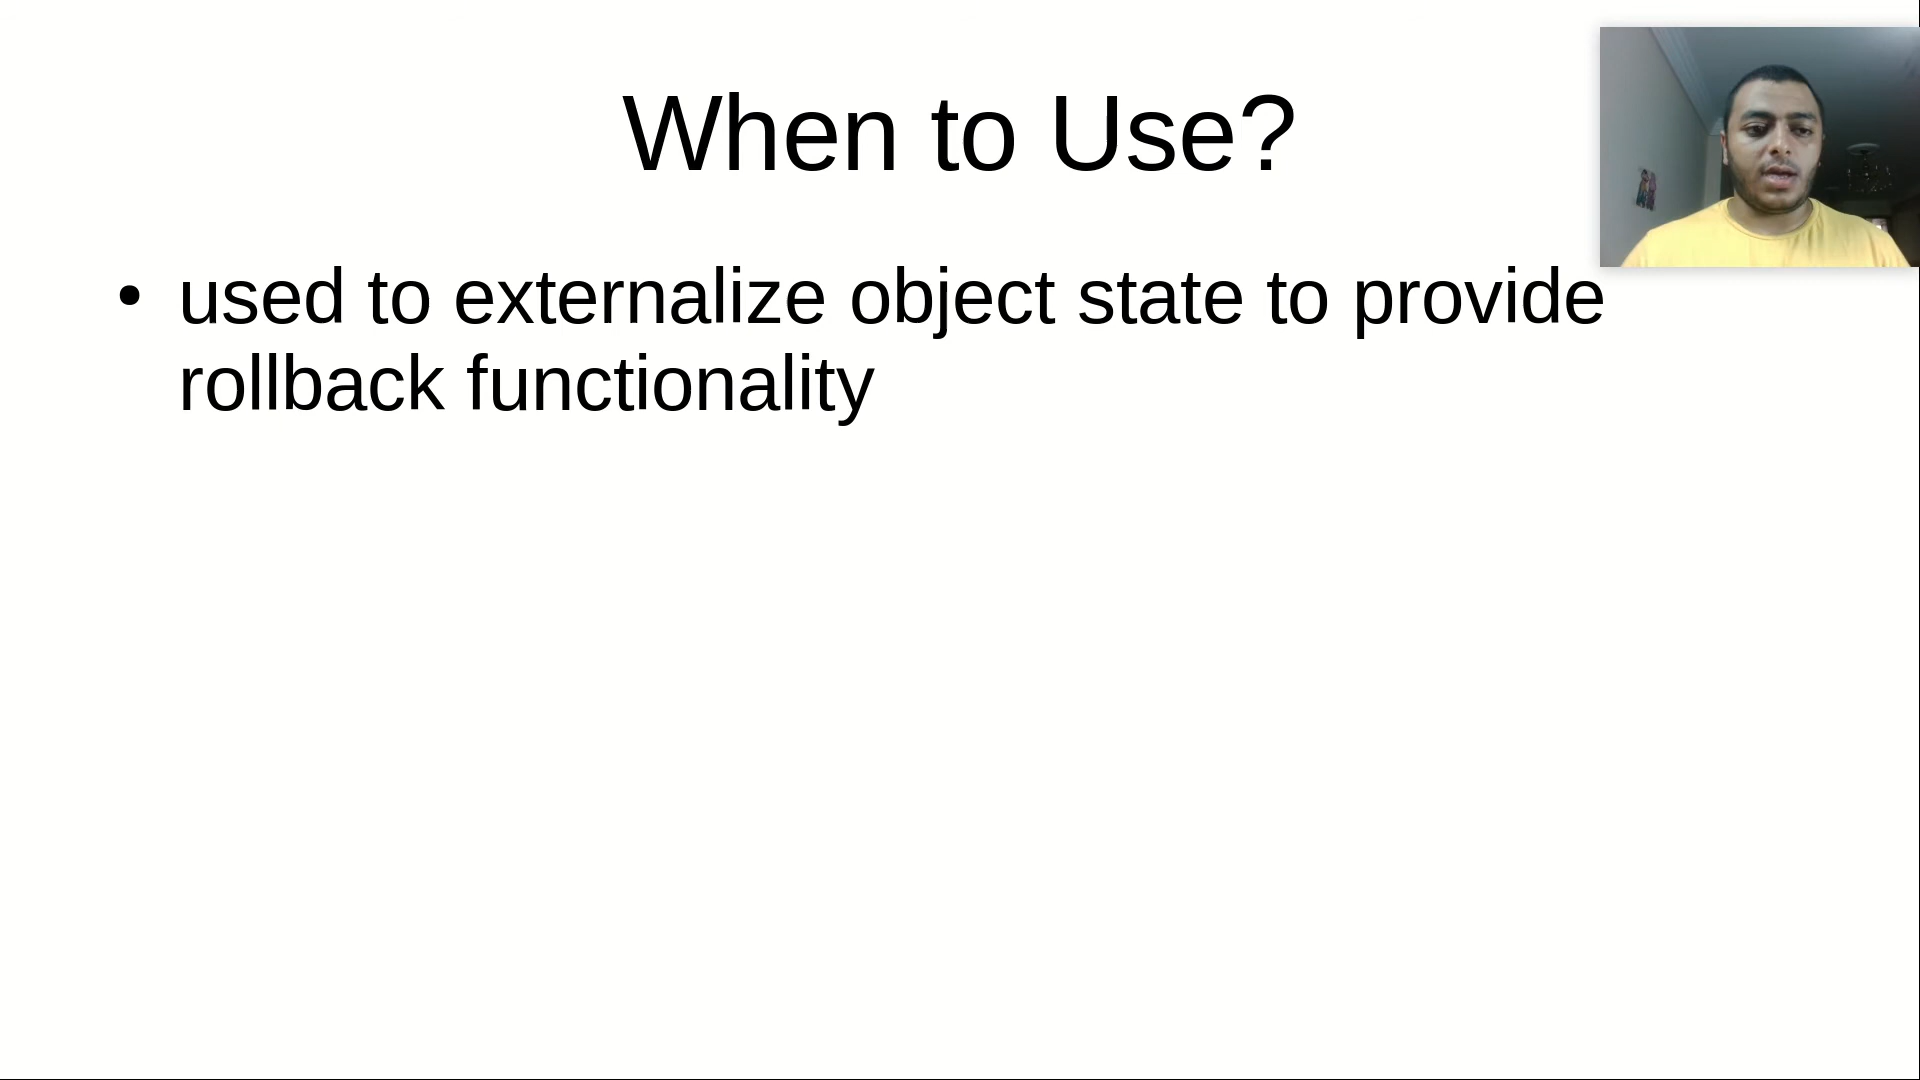 When to Use?
• used to externalize object state to provide
rollback functionality